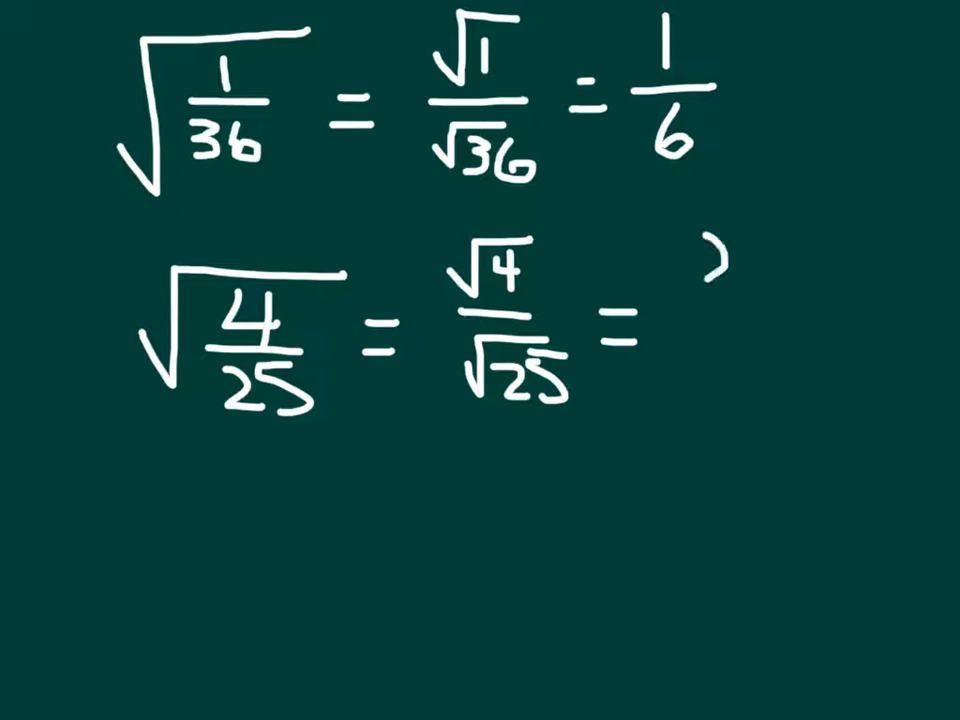 √(1/36) = √1/√36 = 1/6
√(4/25) = √4/√25 =